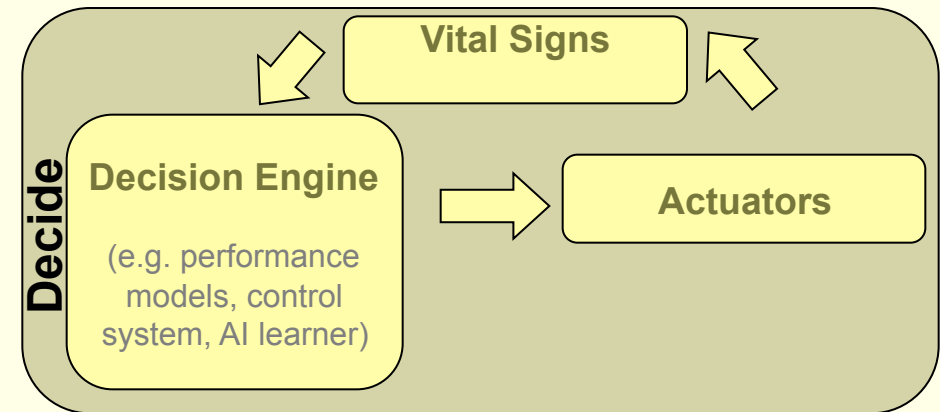 Vital Signs
Decide
Decision Engine
(e.g. performance
models, control
system, AI learner)
Actuators